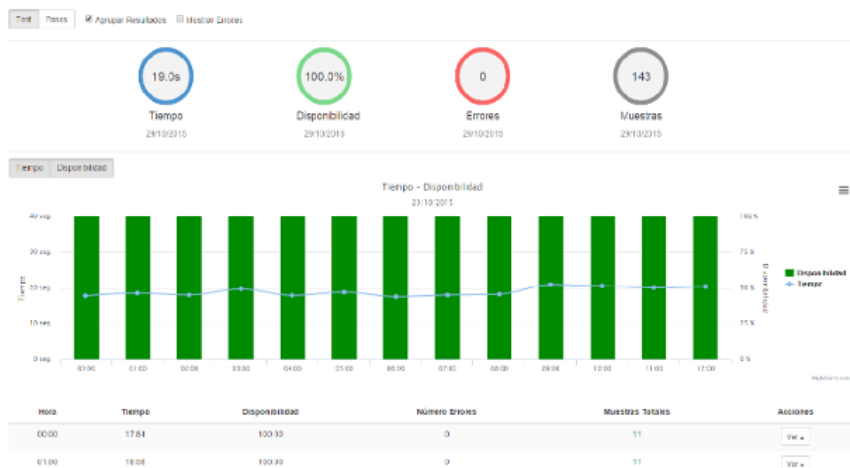 Test Pasos Agrupar Resultados Mostrar Errores
19.0s 100.0% 0 143
Tiempo Disponibilidad Errores Muestras
29/10/2015 29/10/2015 29/10/2015 29/10/2015
Tiempo Disponibilidad
Tiempo - Disponibilidad
29/10/2015
40 seg. 100 %
30 seg. 75 %
20 seg. 50 %
10 seg. 25 %
0 seg. 0 %
Tiempo
Disponibilidad
Disponibilidad
Tiempo
00:00 01:00 02:00 03:00 04:00 05:00 06:00 07:00 08:00 09:00 10:00 11:00 12:00
Highcharts.com
Hora Tiempo Disponibilidad Número Errores Muestras Totales Acciones
00:00 17.84 100.00 0 11 Ver
01:00 18.58 100.00 0 11 Ver